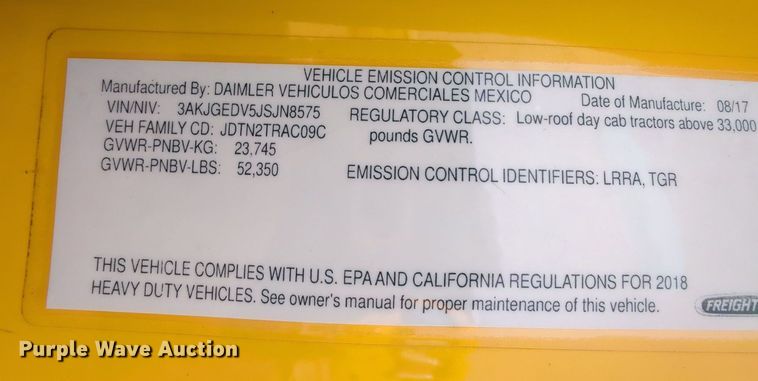 VEHICLE EMISSION CONTROL INFORMATION
Manufactured By: DAIMLER VEHICULOS COMERCIALES MEXICO Date of Manufacture: 08/17
VIN/NIV: 3AKJGEDV5JSJN8575 REGULATORY CLASS: Low-roof day cab tractors above 33,000
VEH FAMILY CD: JDTN2TRAC09C pounds GVWR.
GVWR-PNBV-KG: 23,745
GVWR-PNBV-LBS: 52,350 EMISSION CONTROL IDENTIFIERS: LRRA, TGR
THIS VEHICLE COMPLIES WITH U.S. EPA AND CALIFORNIA REGULATIONS FOR 2018
HEAVY DUTY VEHICLES. See owner's manual for proper maintenance of this vehicle.
FREIGHT
Purple Wave Auction